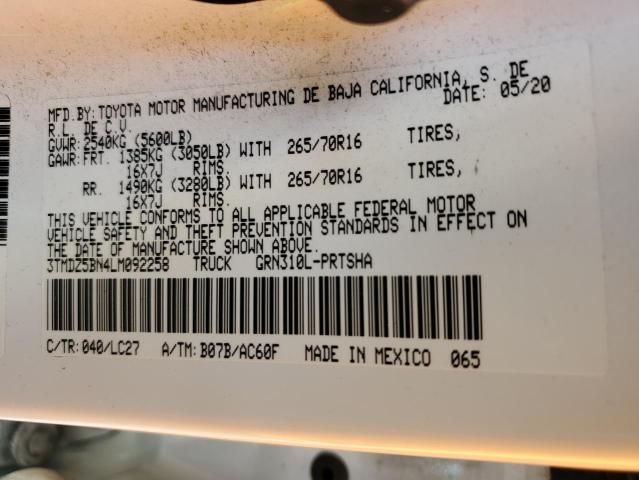 MFD.BY:TOYOTA MOTOR MANUFACTURING DE BAJA CALIFORNIA, S. DE
R.L. DE C.V. DATE: 05/20
GVWR:2540KG (5600LB)
GAWR:FRT. 1385KG (3050LB) WITH 265/70R16 TIRES,
16X7J RIMS.
RR. 1490KG (3280LB) WITH 265/70R16 TIRES,
16X7J RIMS.
THIS VEHICLE CONFORMS TO ALL APPLICABLE FEDERAL MOTOR
VEHICLE SAFETY AND THEFT PREVENTION STANDARDS IN EFFECT ON
THE DATE OF MANUFACTURE SHOWN ABOVE.
3TMDZ5BN4LM092258 TRUCK GRN310L-PRTSHA
C/TR:040/LC27 A/TM:B07B/AC60F MADE IN MEXICO 065